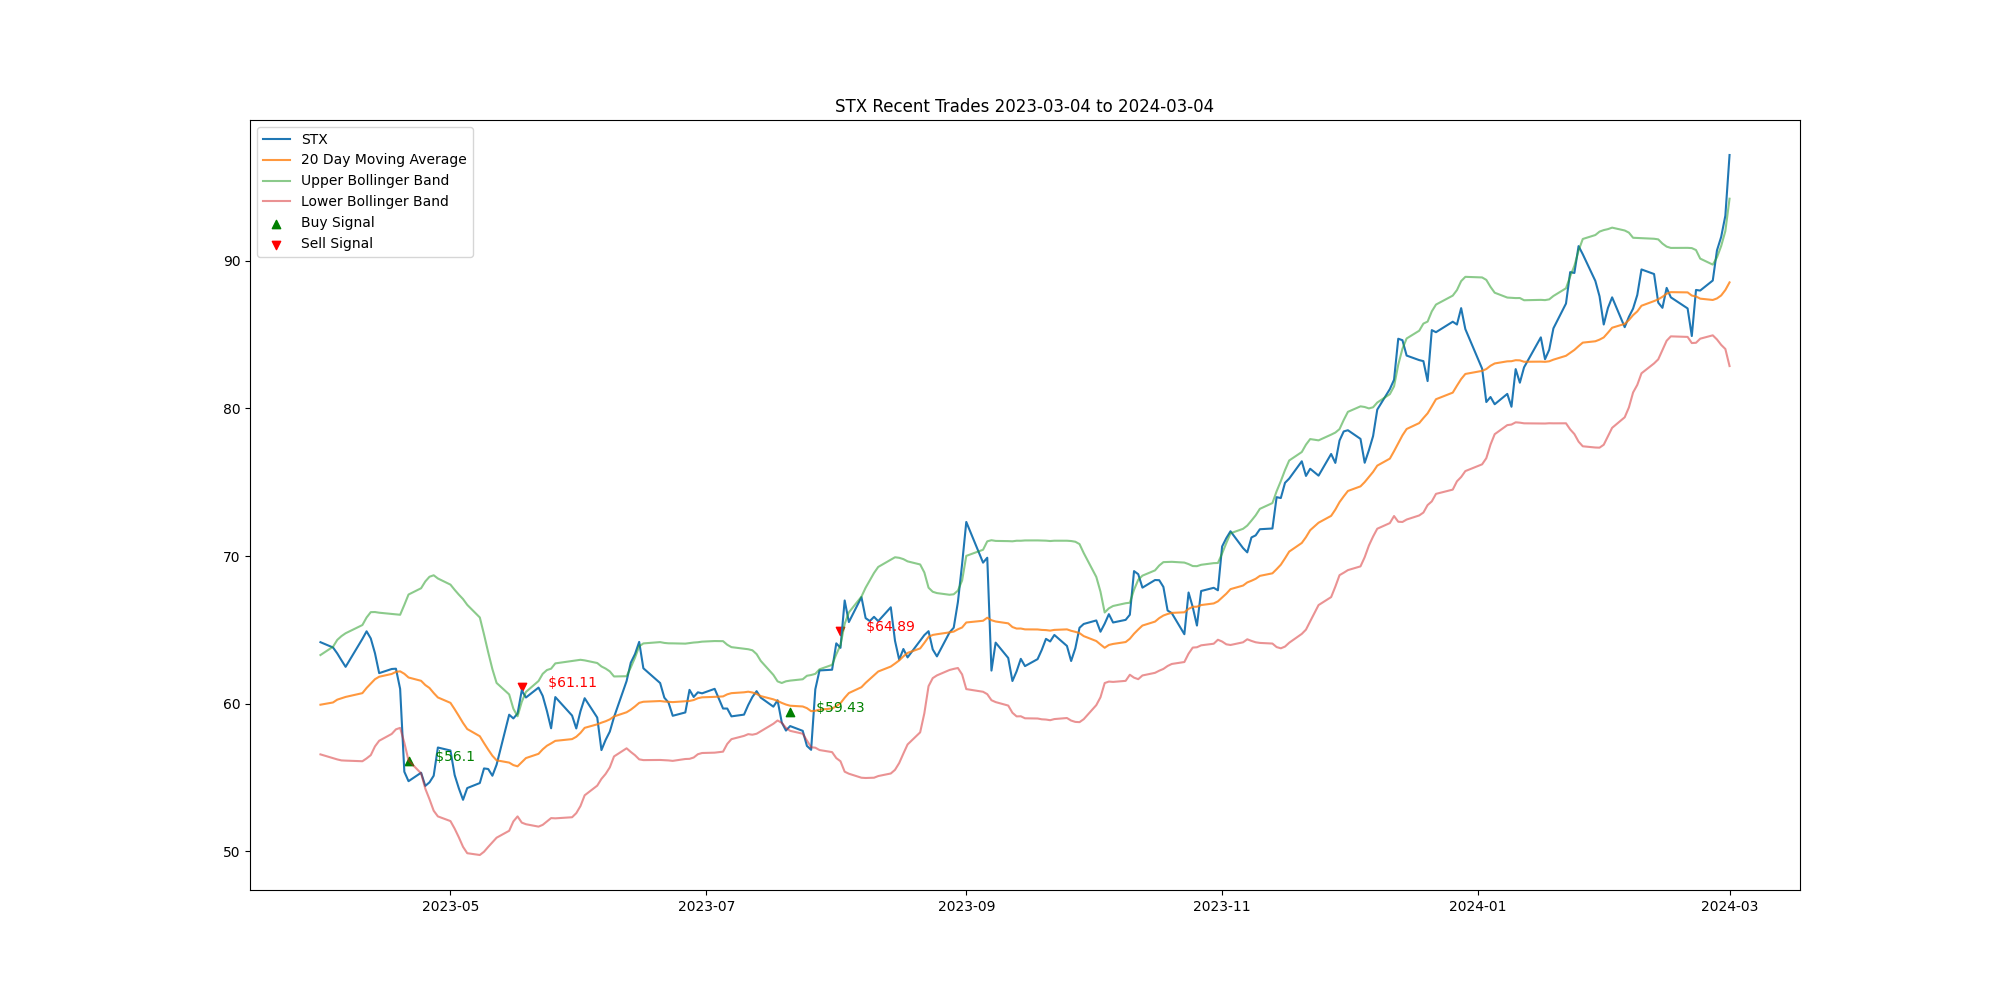 STX Recent Trades 2023-03-04 to 2024-03-04
STX
20 Day Moving Average
Upper Bollinger Band
Lower Bollinger Band
Buy Signal
Sell Signal
90
80
70
$64.89
$61.11
60
$59.43
$56.1
50
2023-05 2023-07 2023-09 2023-11 2024-01 2024-03